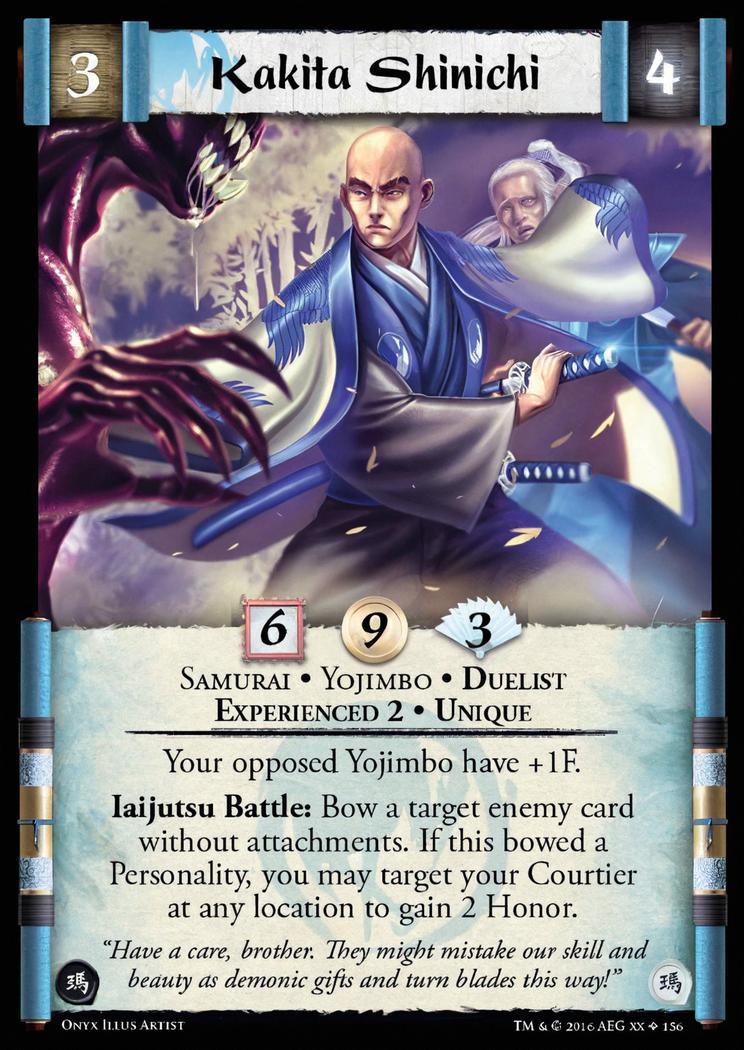 3 Kakita Shinichi 4
6 9 3
Samurai • Yojimbo • Duelist
Experienced 2 • Unique
Your opposed Yojimbo have +1F.
Iaijutsu Battle: Bow a target enemy card
without attachments. If this bowed a
Personality, you may target your Courtier
at any location to gain 2 Honor.
“Have a care, brother. They might mistake our skill and
beauty as demonic gifts and turn blades this way!”
瑪 瑪
Onyx Illus Artist TM & © 2016 AEG XX ⟡ 156